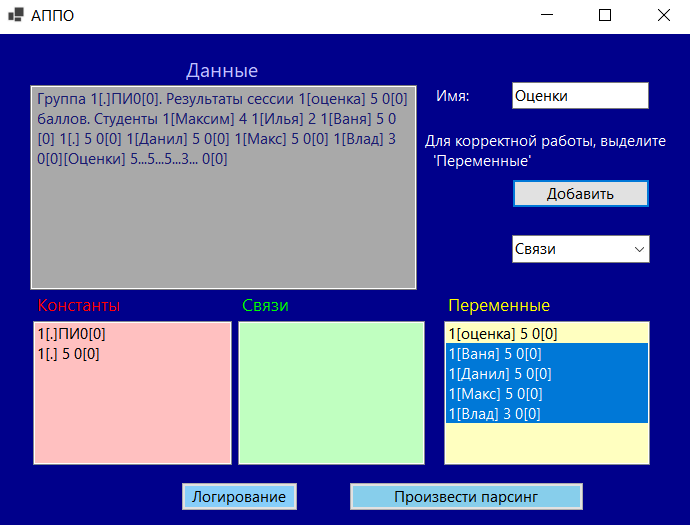 АППО
Данные
Группа 1[.]ПИ0[0]. Результаты сессии 1[оценка] 5 0[0]
баллов. Студенты 1[Максим] 4 1[Илья] 2 1[Ваня] 5 0
[0] 1[.] 5 0[0] 1[Данил] 5 0[0] 1[Макс] 5 0[0] 1[Влад] 3
0[0][Оценки] 5...5...5...3... 0[0]
Имя:
Оценки
Для корректной работы, выделите
'Переменные'
Добавить
Связи
Константы
1[.]ПИ0[0]
1[.] 5 0[0]
Связи
Переменные
1[оценка] 5 0[0]
1[Ваня] 5 0[0]
1[Данил] 5 0[0]
1[Макс] 5 0[0]
1[Влад] 3 0[0]
Логирование
Произвести парсинг